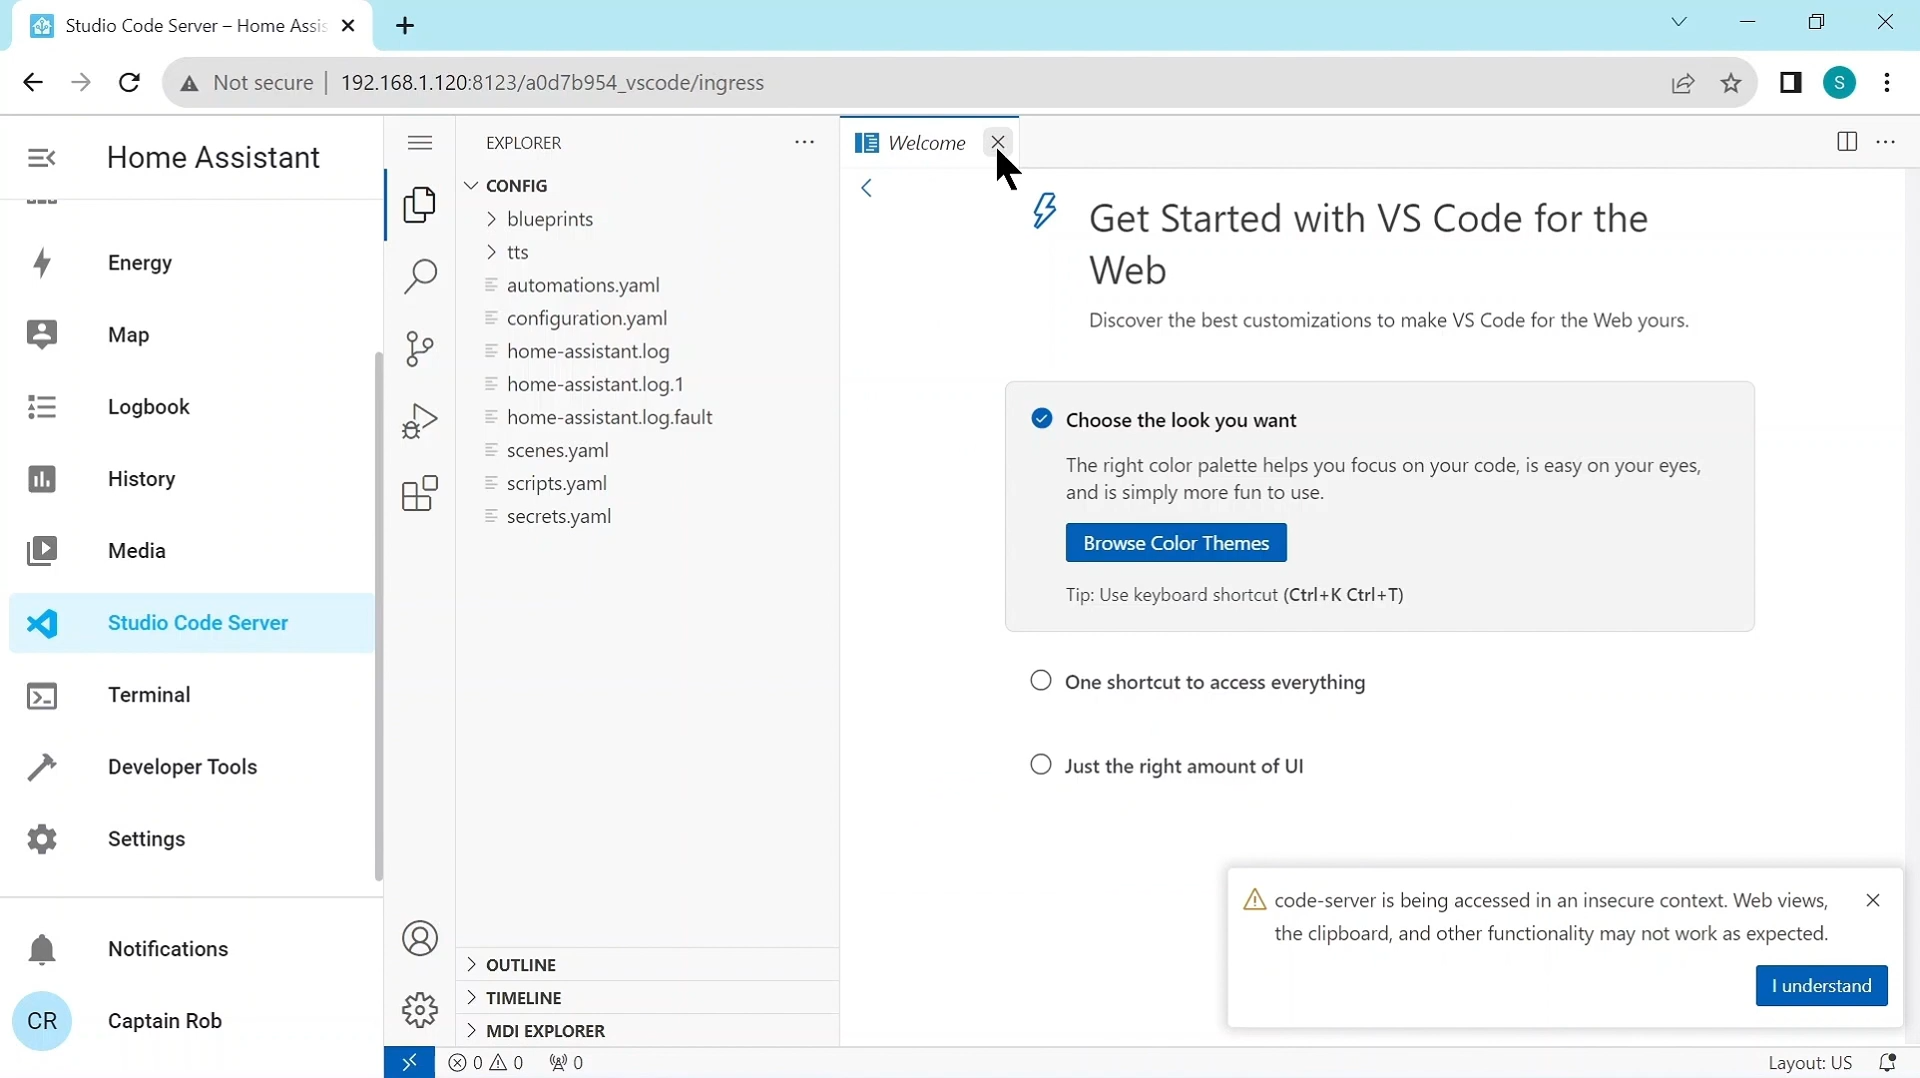 Studio Code Server – Home Assis
Not secure
192.168.1.120:8123/a0d7b954_vscode/ingress
S
Home Assistant
Energy
Map
Logbook
History
Media
Studio Code Server
Terminal
Developer Tools
Settings
Notifications
CR
Captain Rob
EXPLORER
CONFIG
blueprints
tts
automations.yaml
configuration.yaml
home-assistant.log
home-assistant.log.1
home-assistant.log.fault
scenes.yaml
scripts.yaml
secrets.yaml
OUTLINE
TIMELINE
MDI EXPLORER
Welcome
Get Started with VS Code for the
Web
Discover the best customizations to make VS Code for the Web yours.
Choose the look you want
The right color palette helps you focus on your code, is easy on your eyes,
and is simply more fun to use.
Browse Color Themes
Tip: Use keyboard shortcut (Ctrl+K Ctrl+T)
One shortcut to access everything
Just the right amount of UI
code-server is being accessed in an insecure context. Web views,
the clipboard, and other functionality may not work as expected.
I understand
0 0 0
Layout: US